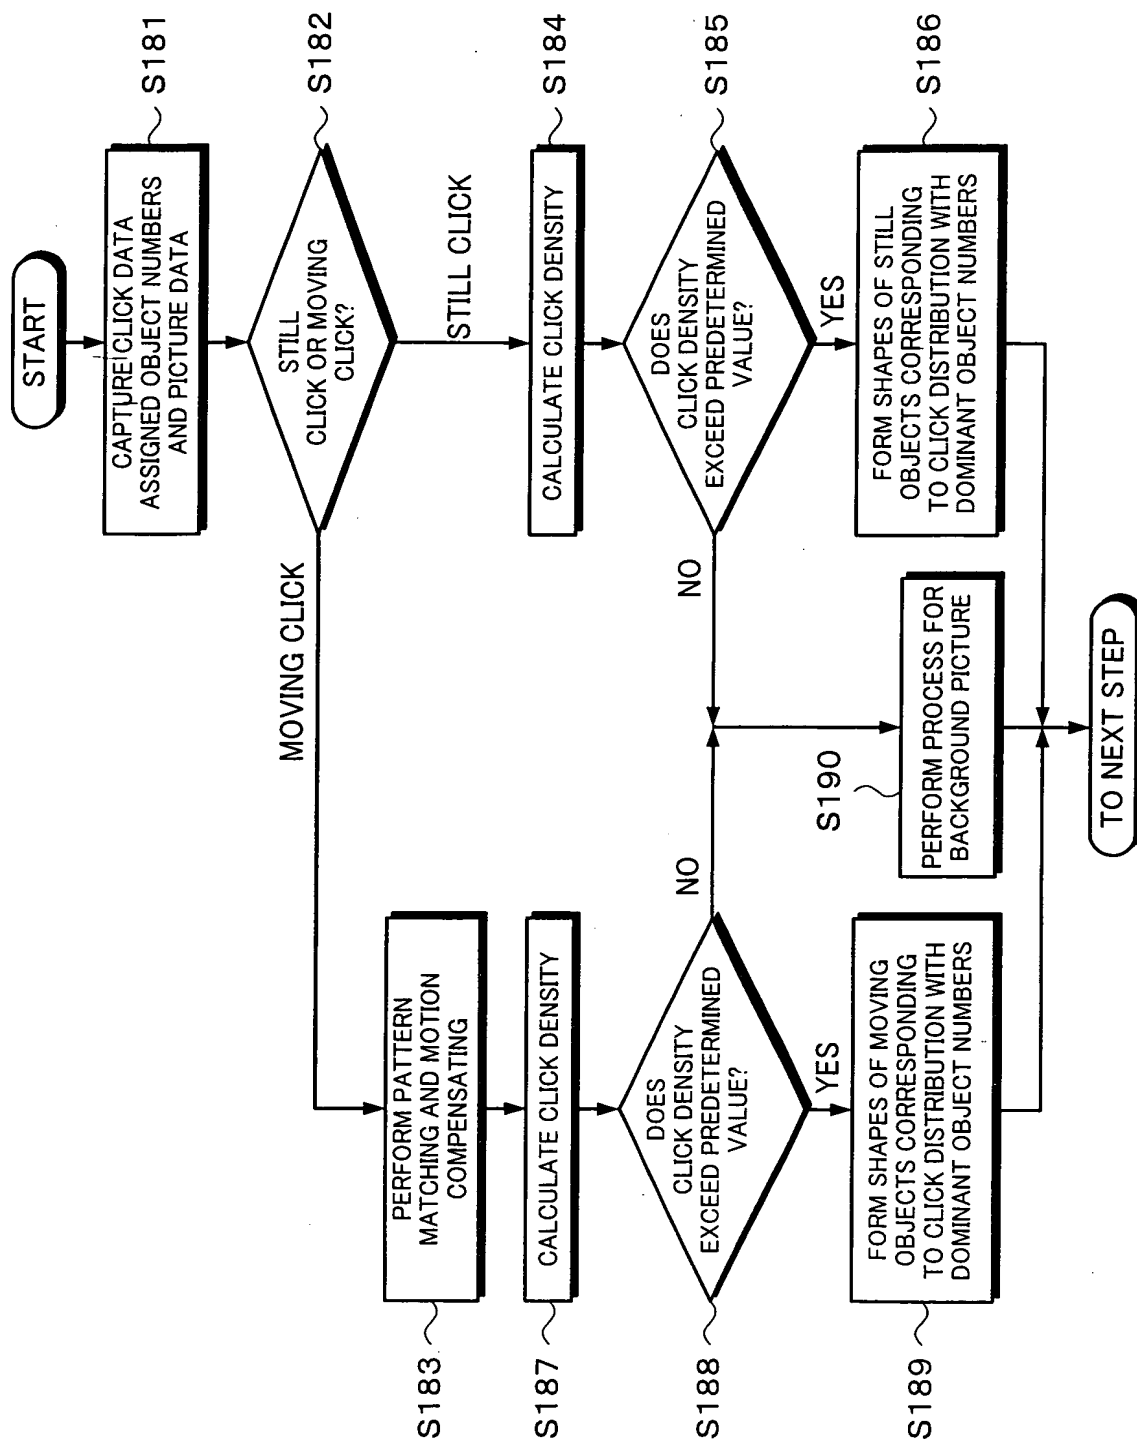 START
CAPTURE CLICK DATA
ASSIGNED OBJECT NUMBERS
AND PICTURE DATA
S181
STILL
CLICK OR MOVING
CLICK?
S182
MOVING CLICK
STILL CLICK
PERFORM PATTERN
MATCHING AND MOTION
COMPENSATING
S183
CALCULATE CLICK DENSITY
S184
CALCULATE CLICK DENSITY
S187
DOES
CLICK DENSITY
EXCEED PREDETERMINED
VALUE?
S185
NO
YES
DOES
CLICK DENSITY
EXCEED PREDETERMINED
VALUE?
S188
NO
YES
FORM SHAPES OF STILL
OBJECTS CORRESPONDING
TO CLICK DISTRIBUTION WITH
DOMINANT OBJECT NUMBERS
S186
FORM SHAPES OF MOVING
OBJECTS CORRESPONDING
TO CLICK DISTRIBUTION WITH
DOMINANT OBJECT NUMBERS
S189
S190
PERFORM PROCESS FOR
BACKGROUND PICTURE
TO NEXT STEP